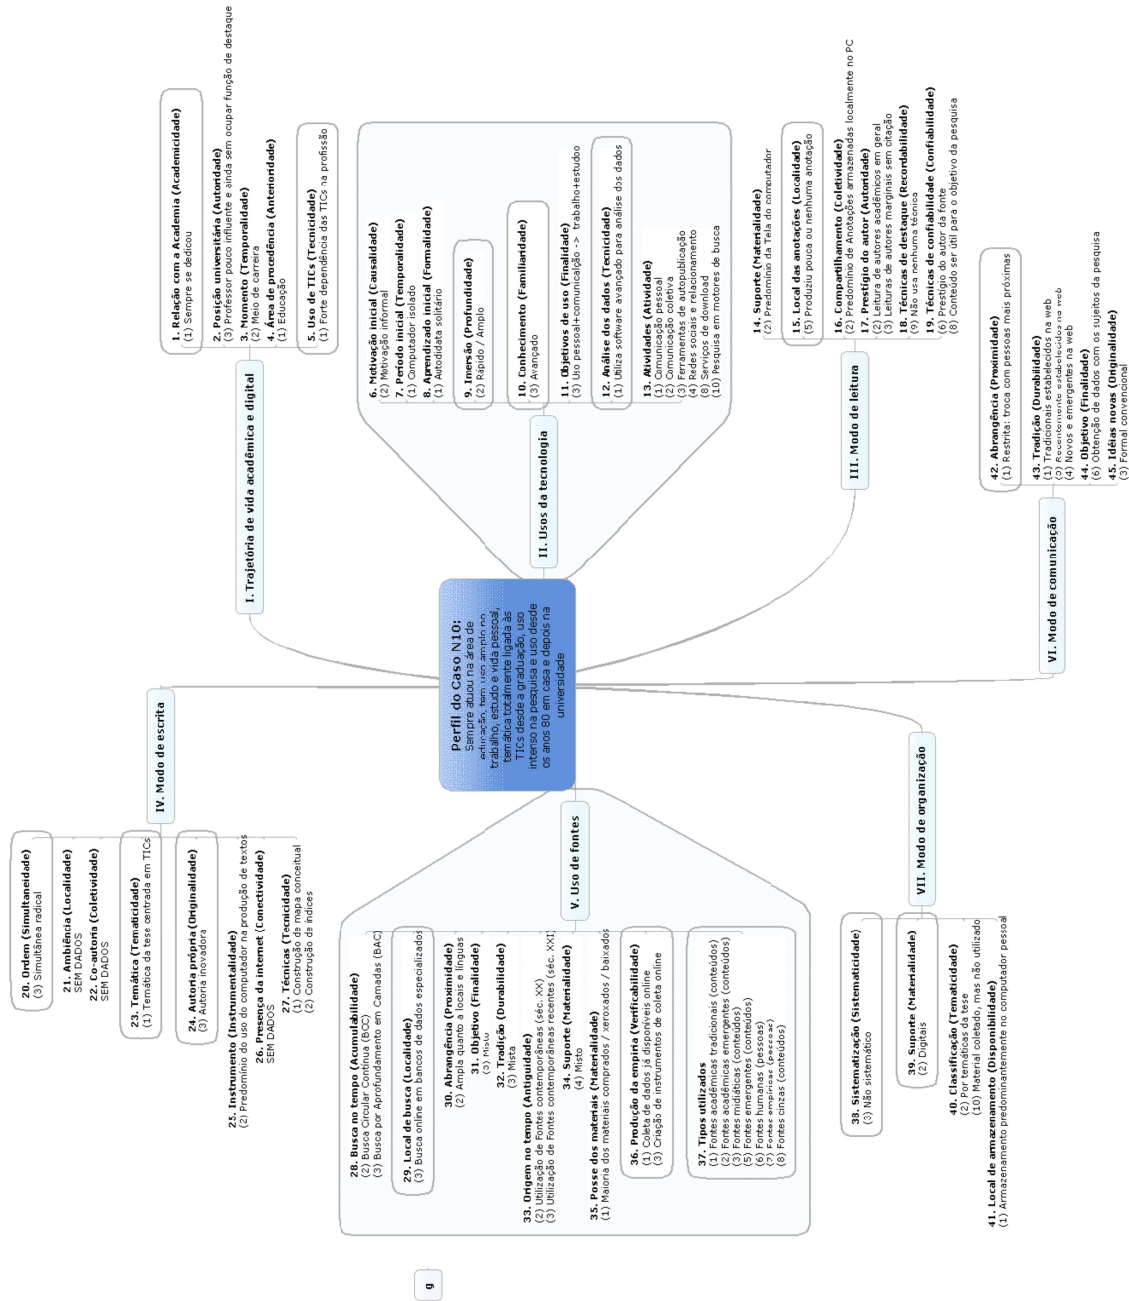 Perfil do Caso N10:
Sempre atuou na área de
educação, tem uso amplo no
trabalho, estudo e vida pessoal,
temática totalmente ligada às
TICs desde a graduação, uso
intenso na pesquisa e uso desde
os anos 80 em casa e depois na
universidade
I. Trajetória de vida acadêmica e digital
1. Relação com a Academia (Academicidade)
(1) Sempre se dedicou
2. Posição universitária (Autoridade)
(3) Professor pouco influente e ainda sem ocupar função de destaque
3. Momento (Temporalidade)
(2) Meio de carreira
4. Área de procedência (Anterioridade)
(1) Educação
5. Uso de TICs (Tecnicidade)
(1) Forte dependência das TICs na profissão
II. Usos da tecnologia
6. Motivação inicial (Causalidade)
(2) Motivação informal
7. Período inicial (Temporalidade)
(1) Computador isolado
8. Aprendizado inicial (Formalidade)
(1) Autodidata solitário
9. Imersão (Profundidade)
(2) Rápido / Amplo
10. Conhecimento (Familiaridade)
(3) Avançado
11. Objetivos de uso (Finalidade)
(3) Uso pessoal+comunicalção -> trabalho+estudoo
12. Análise dos dados (Tecnicidade)
(1) Utiliza software avançado para análise dos dados
13. Atividades (Atividade)
(1) Comunicação pessoal
(2) Comunicação coletiva
(3) Ferramentas de autopublicação
(4) Redes sociais e relacionamento
(8) Serviços de download
(10) Pesquisa em motores de busca
III. Modo de leitura
14. Suporte (Materialidade)
(2) Predomínio da Tela do computador
15. Local das anotações (Localidade)
(5) Produziu pouca ou nenhuma anotação
16. Compartilhamento (Coletividade)
(2) Predomínio de Anotações armazenadas localmente no PC
17. Prestígio do autor (Autoridade)
(2) Leitura de autores acadêmicos em geral
(3) Leituras de autores marginais sem citação
18. Técnicas de destaque (Recordabilidade)
(9) Não usa nenhuma técnica
19. Técnicas de confiabilidade (Confiabilidade)
(6) Prestígio do autor da fonte
(8) Conteúdo ser útil para o objetivo da pesquisa
VI. Modo de comunicação
42. Abrangência (Proximidade)
(1) Restrita: troca com pessoas mais próximas
43. Tradição (Durabilidade)
(1) Tradicionais estabelecidos na web
(3) Recentemente estabelecidos na web
(4) Novos e emergentes na web
44. Objetivo (Finalidade)
(6) Obtenção de dados com os sujeitos da pesquisa
45. Idéias novas (Originalidade)
(3) Formal convencional
IV. Modo de escrita
20. Ordem (Simultaneidade)
(3) Simultânea radical
21. Ambiência (Localidade)
SEM DADOS
22. Co-autoria (Coletividade)
SEM DADOS
23. Temática (Tematicidade)
(1) Temática da tese centrada em TICs
24. Autoria própria (Originalidade)
(3) Autoria inovadora
25. Instrumento (Instrumentalidade)
(2) Predomínio do uso do computador na produção de textos
26. Presença da internet (Conectividade)
SEM DADOS
27. Técnicas (Tecnicidade)
(1) Construção de mapa conceitual
(2) Construção de índices
V. Uso de fontes
28. Busca no tempo (Acumulabilidade)
(2) Busca Circular Contínua (BCC)
(3) Busca por Aprofundamento em Camadas (BAC)
29. Local de busca (Localidade)
(3) Busca online em bancos de dados especializados
30. Abrangência (Proximidade)
(2) Ampla quanto a locais e línguas
31. Objetivo (Finalidade)
(3) Misto
32. Tradição (Durabilidade)
(3) Mista
33. Origem no tempo (Antiguidade)
(2) Utilização de Fontes contemporâneas (séc. XX)
(3) Utilização de Fontes contemporâneas recentes (séc. XXI)
34. Suporte (Materialidade)
(4) Misto
35. Posse dos materiais (Materialidade)
(1) Maioria dos materiais comprados / xeroxados / baixados
36. Produção da empiria (Verificabilidade)
(1) Coleta de dados já disponíveis online
(3) Criação de instrumentos de coleta online
37. Tipos utilizados
(1) Fontes acadêmicas tradicionais (conteúdos)
(2) Fontes acadêmicas emergentes (conteúdos)
(3) Fontes midiáticas (conteúdos)
(5) Fontes emergentes (conteúdos)
(6) Fontes humanas (pessoas)
(7) Fontes empíricas (pessoas)
(8) Fontes cinzas (conteúdos)
VII. Modo de organização
38. Sistematização (Sistematicidade)
(3) Não sistemático
39. Suporte (Materialidade)
(2) Digitais
40. Classificação (Tematicidade)
(2) Por temáticas da tese
(10) Material coletado, mas não utilizado
41. Local de armazenamento (Disponibilidade)
(1) Armazenamento predominantemente no computador pessoal
g